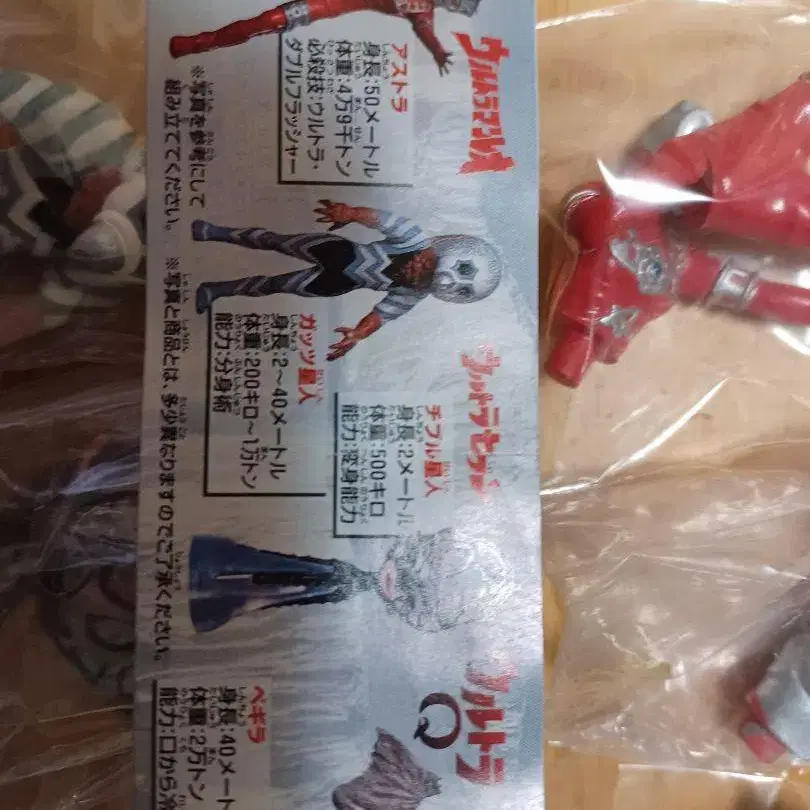 ウルトラマンレオ
アストラ
身長:50メートル
体重:4万9千トン
必殺技:ウルトラ・
ダブルフラッシャー
※写真を参考にして
組み立ててください。
ウルトラセブン
ガッツ星人
身長:2〜40メートル
体重:200キロ〜1万トン
能力:分身術
チブル星人
身長:2メートル
体重:500キロ
能力:変身能力
※写真と商品とは、多少異なりますのでご了承ください。
ウルトラ
Q
ペギラ
身長:40メート
体重:2万トン
能力:口から冷